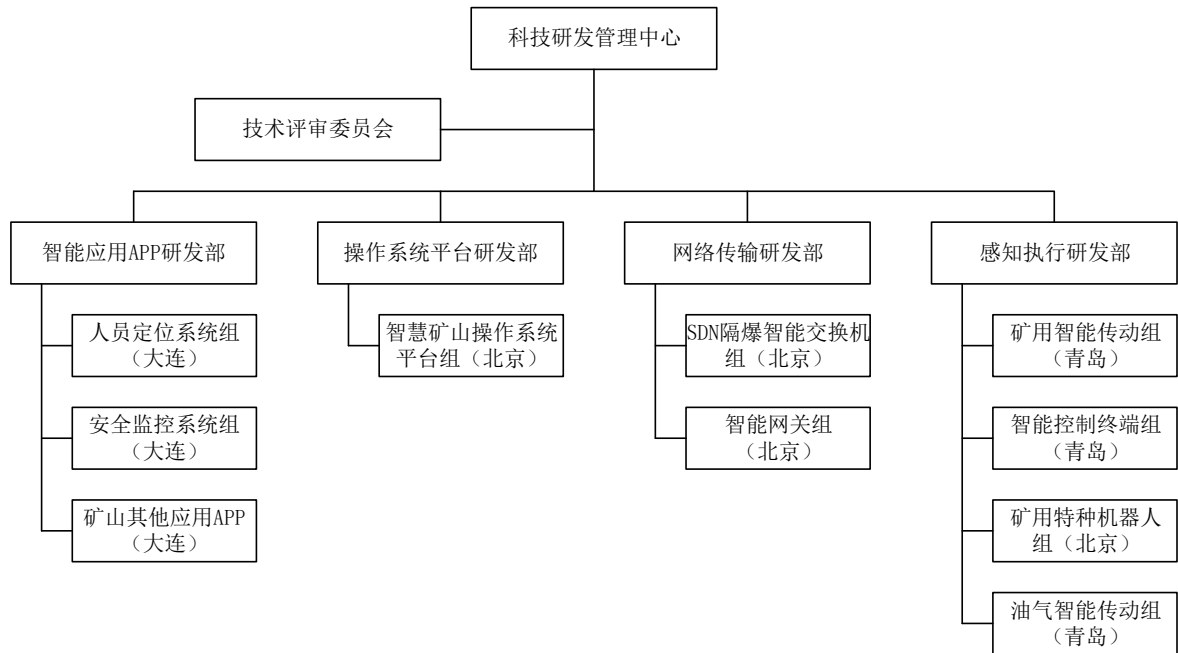 科技研发管理中心
技术评审委员会
智能应用APP研发部
操作系统平台研发部
网络传输研发部
感知执行研发部
人员定位系统组
（大连）
智慧矿山操作系统
平台组（北京）
SDN隔爆智能交换机
组（北京）
矿用智能传动组
（青岛）
安全监控系统组
（大连）
智能网关组
（北京）
智能控制终端组
（青岛）
矿山其他应用APP
（大连）
矿用特种机器人
组（北京）
油气智能传动组
（青岛）